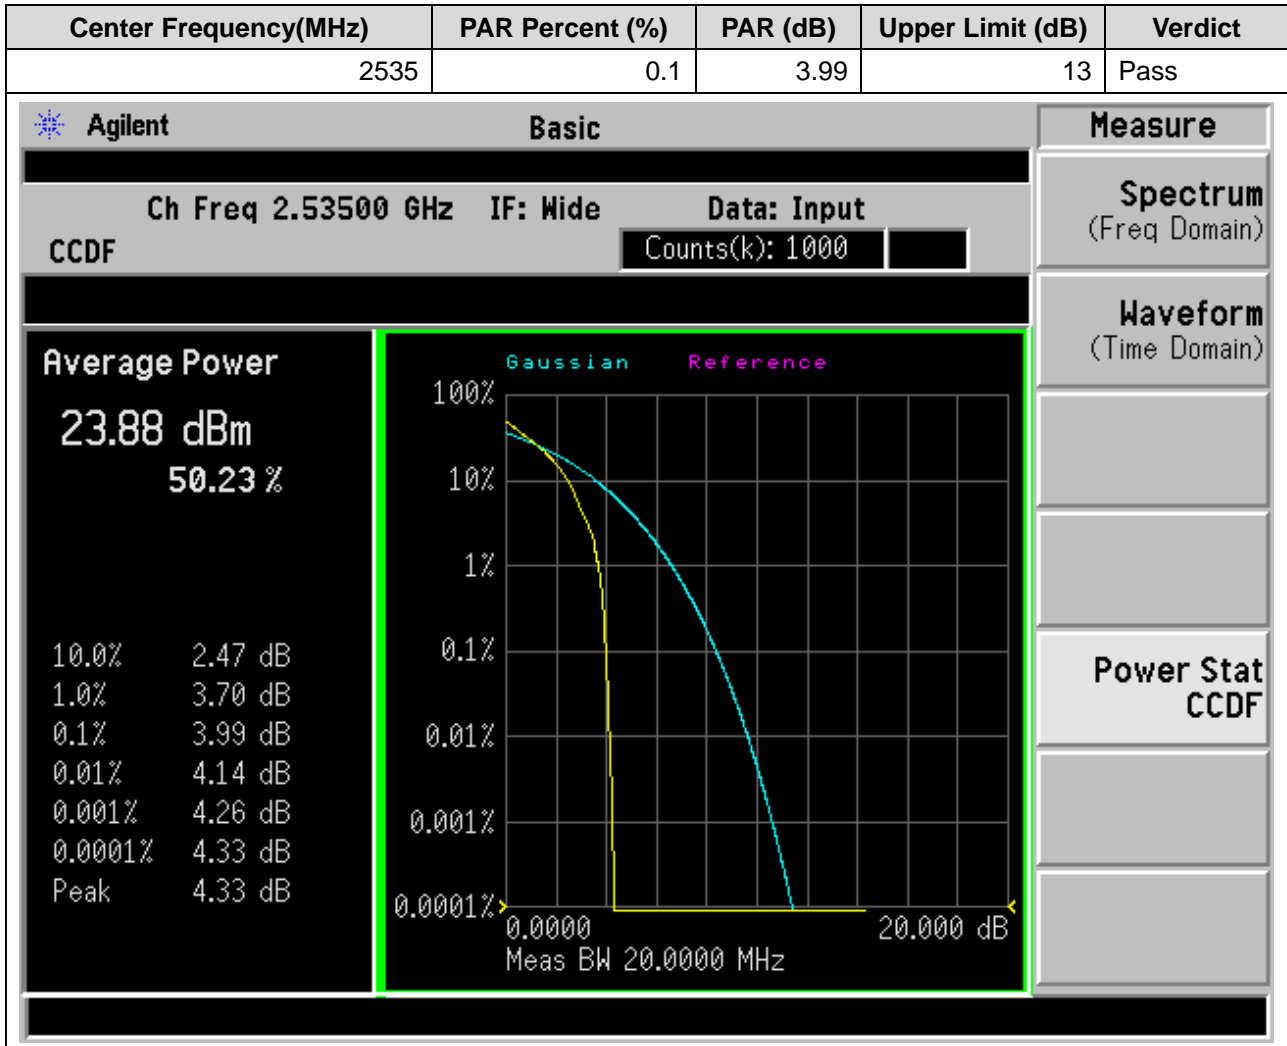 Center Frequency(MHz) PAR Percent (%) PAR (dB) Upper Limit (dB) Verdict
2535 0.1 3.99 13 Pass
Agilent Basic Measure
Ch Freq 2.53500 GHz IF: Wide Data: Input
CCDF Counts(k): 1000
Spectrum
(Freq Domain)
Waveform
(Time Domain)
Power Stat
CCDF
Average Power
23.88 dBm
50.23 %
10.0% 2.47 dB
1.0% 3.70 dB
0.1% 3.99 dB
0.01% 4.14 dB
0.001% 4.26 dB
0.0001% 4.33 dB
Peak 4.33 dB
Gaussian Reference
100%
10%
1%
0.1%
0.01%
0.001%
0.0001%
0.0000 20.000 dB
Meas BW 20.0000 MHz